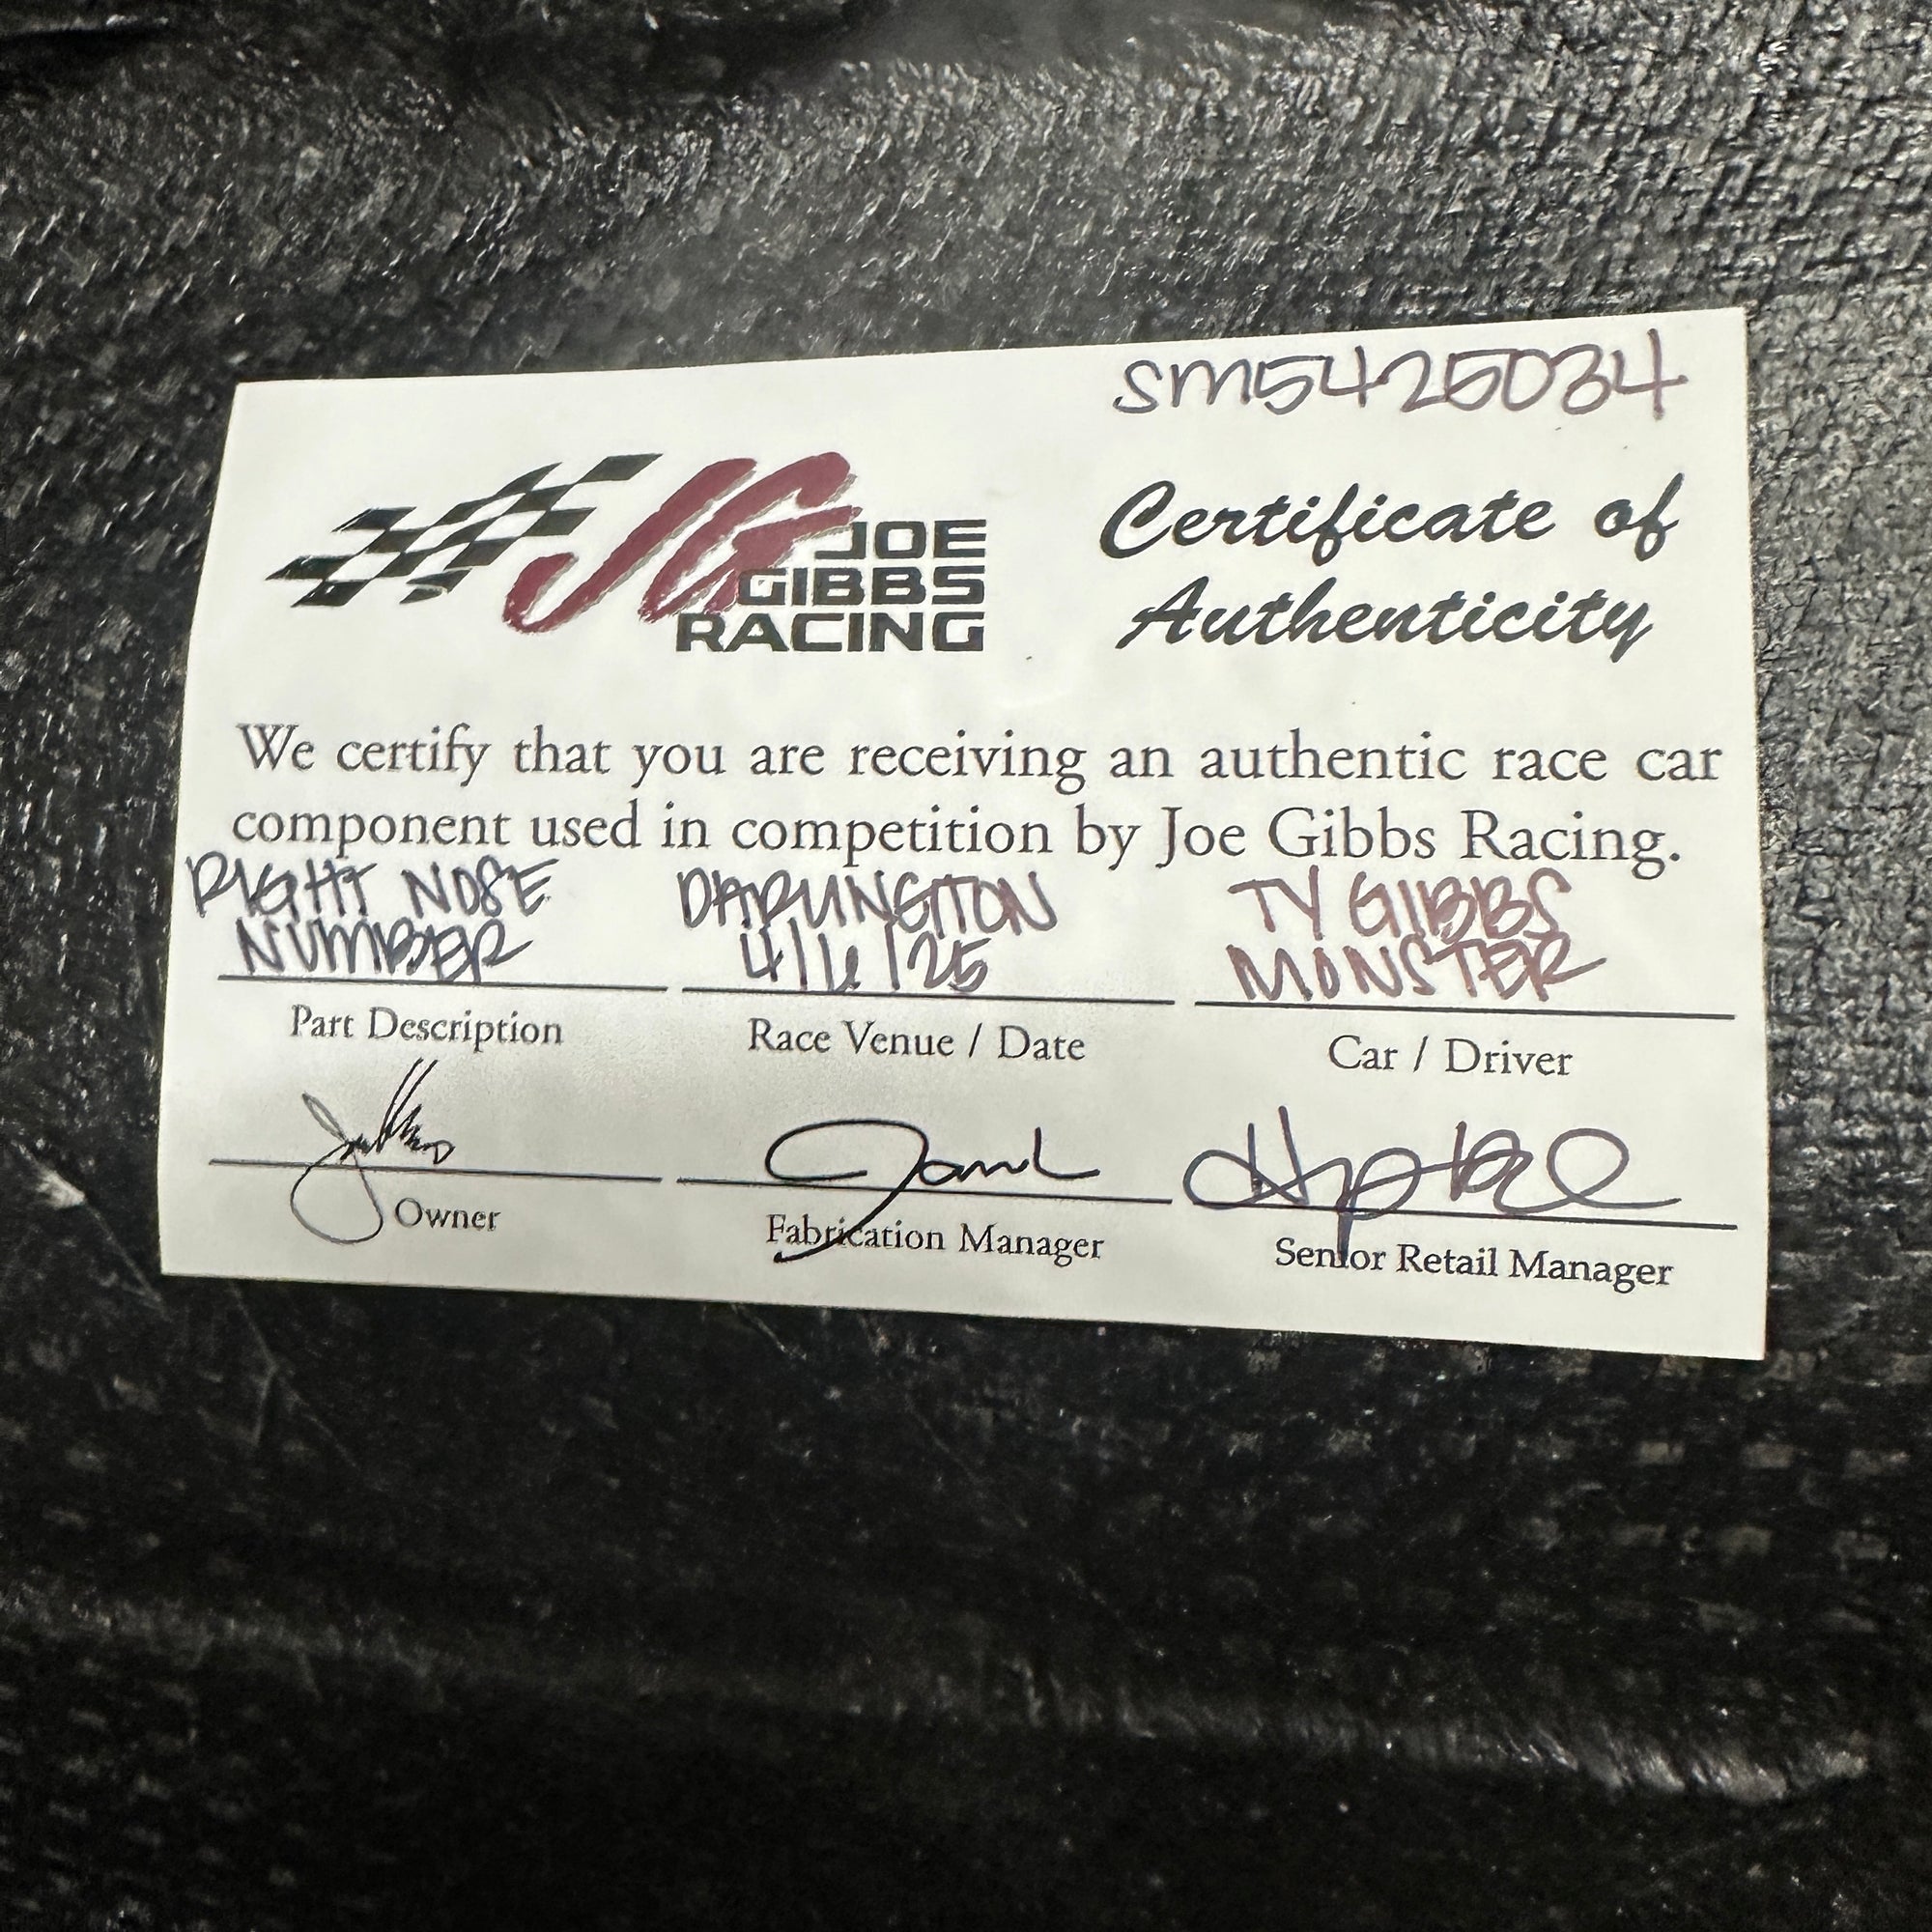 SM5425034
JG JOE
GIBBS
RACING
Certificate of
Authenticity
We certify that you are receiving an authentic race car
component used in competition by Joe Gibbs Racing.
RIGHT NOSE
NUMBER
Part Description
DARLINGTON
4/6/25
Race Venue / Date
TY GIBBS
MONSTER
Car / Driver
Owner
Fabrication Manager
Senior Retail Manager